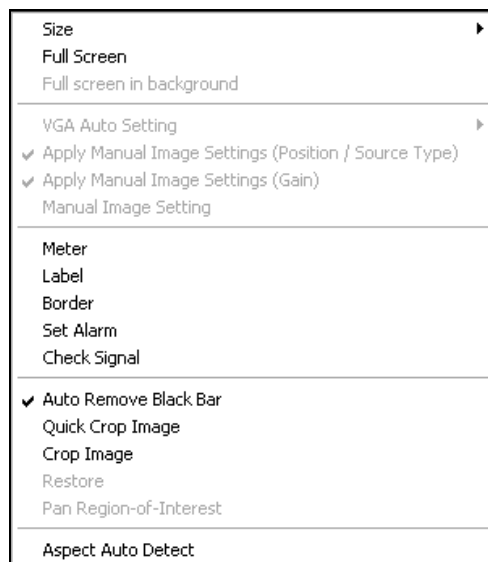 Size
Full Screen
Full screen in background
VGA Auto Setting
Apply Manual Image Settings (Position / Source Type)
Apply Manual Image Settings (Gain)
Manual Image Setting
Meter
Label
Border
Set Alarm
Check Signal
Auto Remove Black Bar
Quick Crop Image
Crop Image
Restore
Pan Region-of-Interest
Aspect Auto Detect